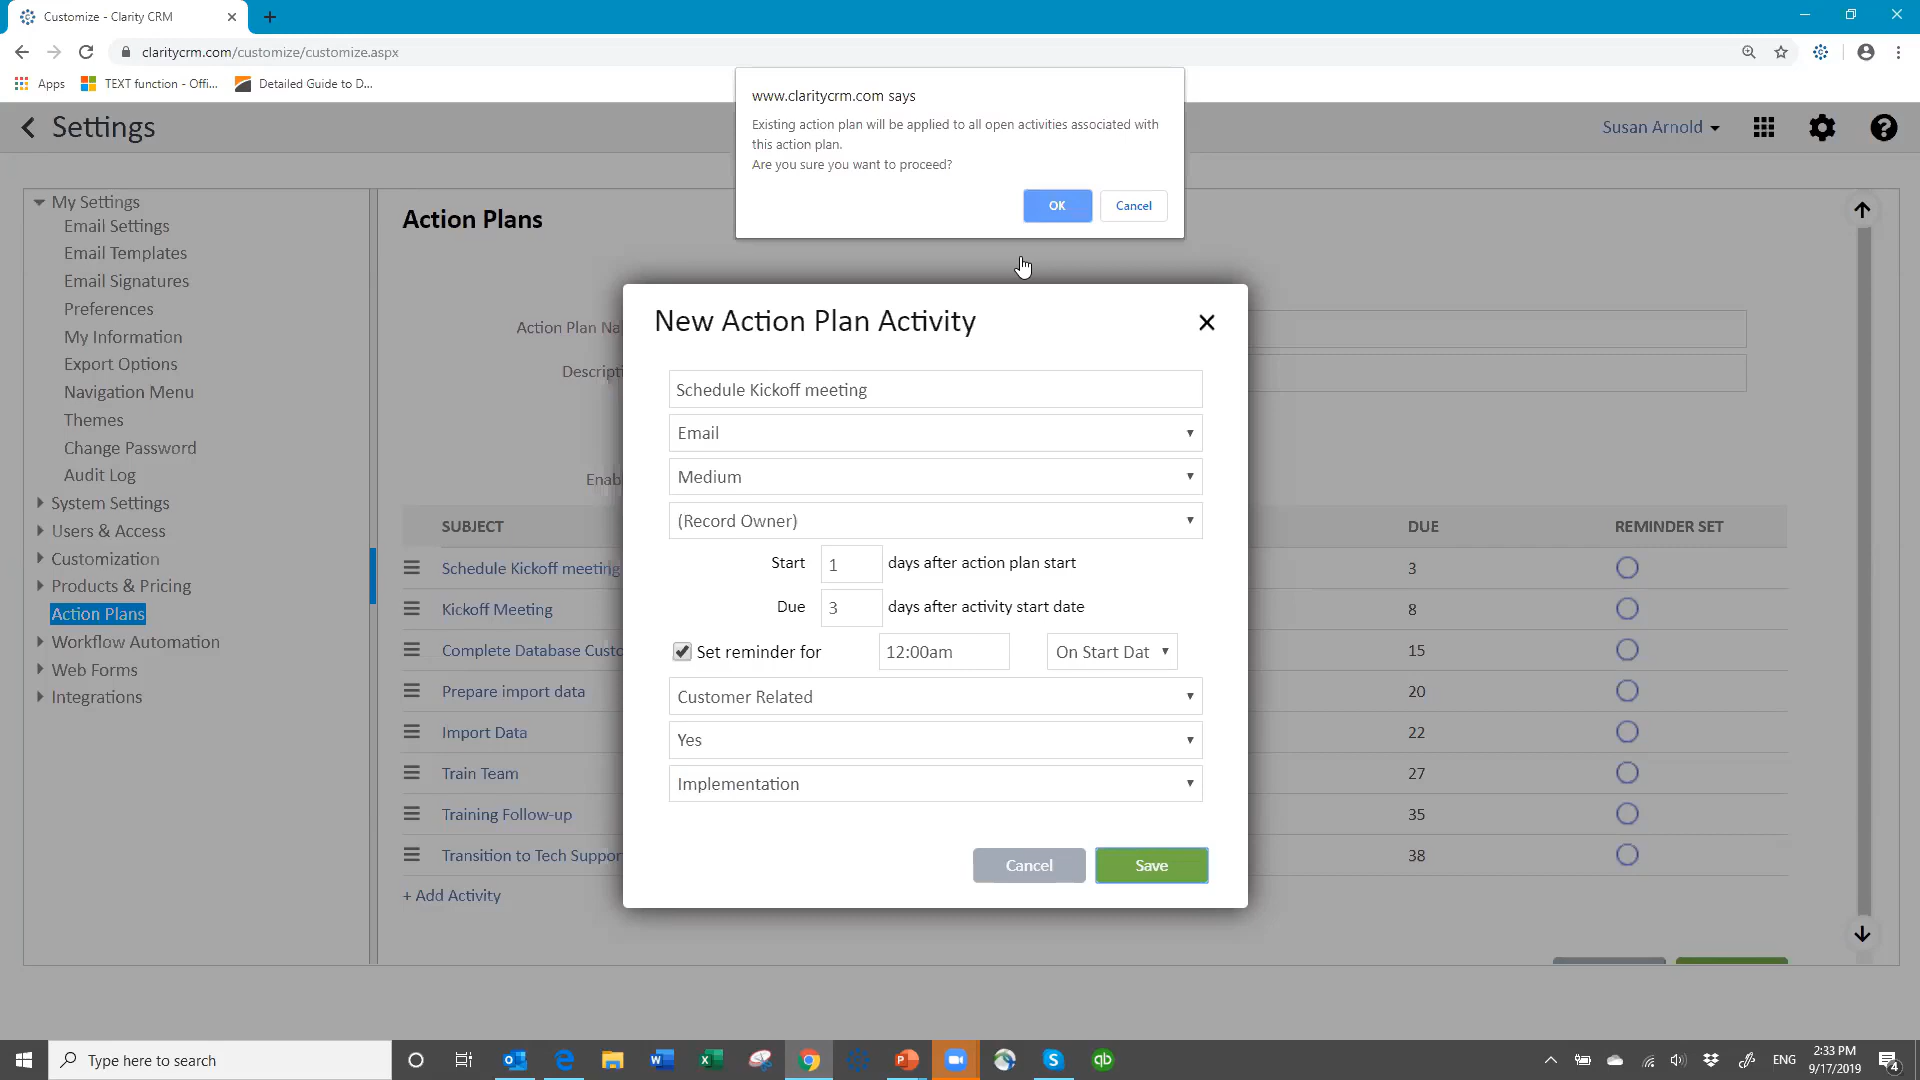 Customize - Clarity CRM
claritycrm.com/customize/customize.aspx
Apps
TEXT function - Offi...
Detailed Guide to D...
www.claritycrm.com says
Existing action plan will be applied to all open activities associated with
this action plan.
Are you sure you want to proceed?
OK
Cancel
Settings
Susan Arnold
My Settings
Email Settings
Email Templates
Email Signatures
Preferences
My Information
Export Options
Navigation Menu
Themes
Change Password
Audit Log
System Settings
Users & Access
Customization
Products & Pricing
Action Plans
Workflow Automation
Web Forms
Integrations
Action Plans
Action Plan Na
Descripti
Enab
SUBJECT
DUE
REMINDER SET
Schedule Kickoff meeting
3
Kickoff Meeting
8
Complete Database Custo
15
Prepare import data
20
Import Data
22
Train Team
27
Training Follow-up
35
Transition to Tech Suppor
38
+ Add Activity
New Action Plan Activity
Schedule Kickoff meeting
Email
Medium
(Record Owner)
Start 1 days after action plan start
Due 3 days after activity start date
Set reminder for 12:00am On Start Dat
Customer Related
Yes
Implementation
Cancel
Save
Type here to search
ENG
2:33 PM
9/17/2019
4